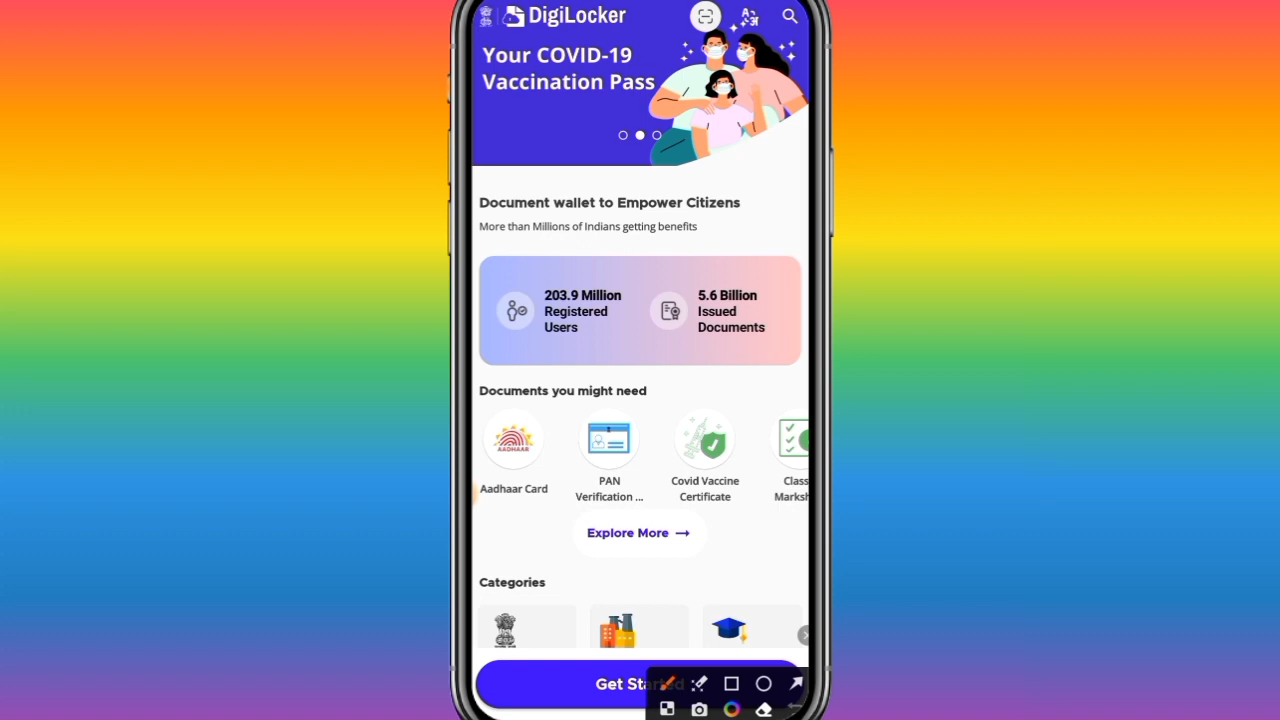 DigiLocker
Your COVID-19
Vaccination Pass
Document wallet to Empower Citizens
More than Millions of Indians getting benefits
203.9 Million
Registered
Users
5.6 Billion
Issued
Documents
Documents you might need
AADHAAR
Aadhaar Card
PAN
Verification ...
Covid Vaccine
Certificate
Class
Marksh
Explore More →
Categories
Get Started